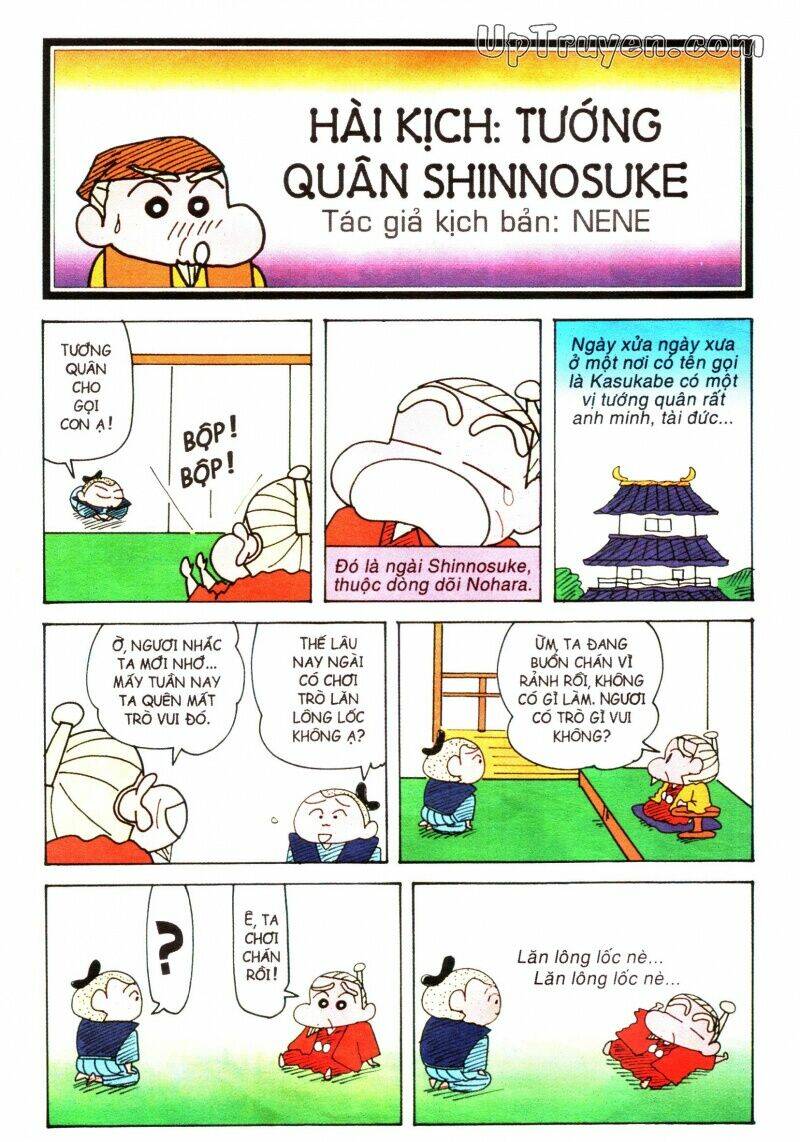 UpTruyen.com
HÀI KỊCH: TƯỚNG
QUÂN SHINNOSUKE
Tác giả kịch bản: NENE
Ngày xửa ngày xưa
ở một nơi có tên gọi
là Kasukabe có một
vị tướng quân rất
anh minh, tài đức...
Đó là ngài Shinnosuke,
thuộc dòng dõi Nohara.
BỘP!
BỘP!
TƯỚNG
QUÂN
CHO
GỌI
CON Ạ!
ỪM, TA ĐANG
BUỒN CHÁN VÌ
RẢNH RỖI, KHÔNG
CÓ GÌ LÀM. NGƯƠI
CÓ TRÒ GÌ VUI
KHÔNG?
THẾ LÂU
NAY NGÀI
CÓ CHƠI
TRÒ LĂN
LÔNG LỐC
KHÔNG Ạ?
Ờ, NGƯƠI NHẮC
TA MỚI NHỚ...
MẤY TUẦN NAY
TA QUÊN MẤT
TRÒ VUI ĐÓ.
Lăn lông lốc nè...
Lăn lông lốc nè...
Ê, TA
CHƠI
CHÁN
RỒI!
?